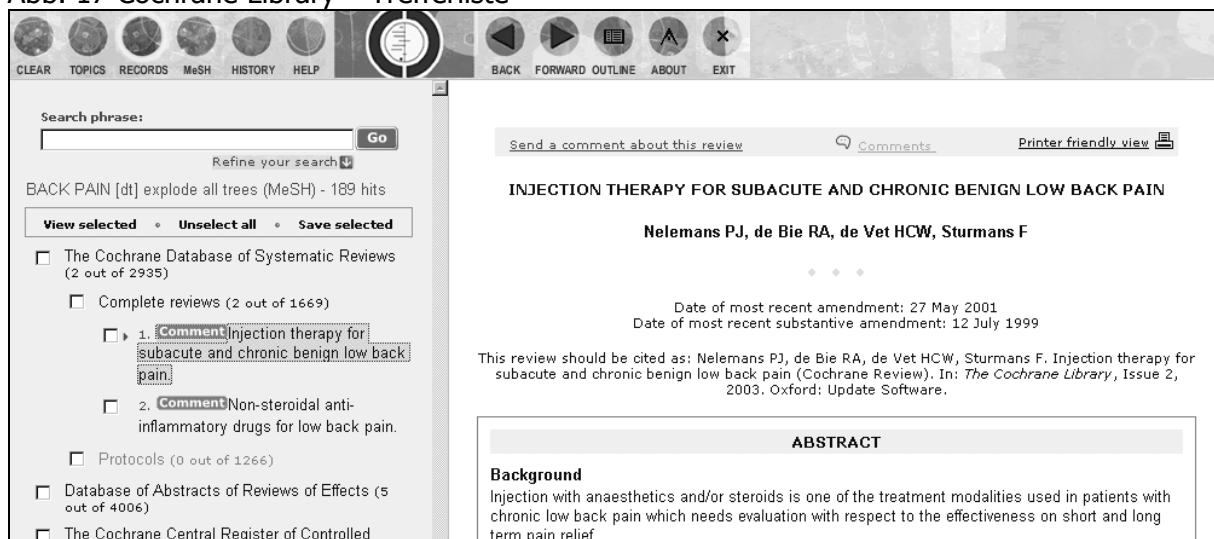 Abb. 17 Cochrane Library – Trefferliste
CLEAR TOPICS RECORDS MeSH HISTORY HELP BACK FORWARD OUTLINE ABOUT EXIT
Search phrase:
Go
Refine your search
BACK PAIN [dt] explode all trees (MeSH) - 189 hits
View selected • Unselect all • Save selected
The Cochrane Database of Systematic Reviews
(2 out of 2935)
Complete reviews (2 out of 1669)
1. Comment Injection therapy for
subacute and chronic benign low back
pain.
2. Comment Non-steroidal anti-
inflammatory drugs for low back pain.
Protocols (0 out of 1266)
Database of Abstracts of Reviews of Effects (5
out of 4006)
The Cochrane Central Register of Controlled
Send a comment about this review Comments Printer friendly view
INJECTION THERAPY FOR SUBACUTE AND CHRONIC BENIGN LOW BACK PAIN
Nelemans PJ, de Bie RA, de Vet HCW, Sturmans F
Date of most recent amendment: 27 May 2001
Date of most recent substantive amendment: 12 July 1999
This review should be cited as: Nelemans PJ, de Bie RA, de Vet HCW, Sturmans F. Injection therapy for
subacute and chronic benign low back pain (Cochrane Review). In: The Cochrane Library, Issue 2,
2003. Oxford: Update Software.
ABSTRACT
Background
Injection with anaesthetics and/or steroids is one of the treatment modalities used in patients with
chronic low back pain which needs evaluation with respect to the effectiveness on short and long
term pain relief